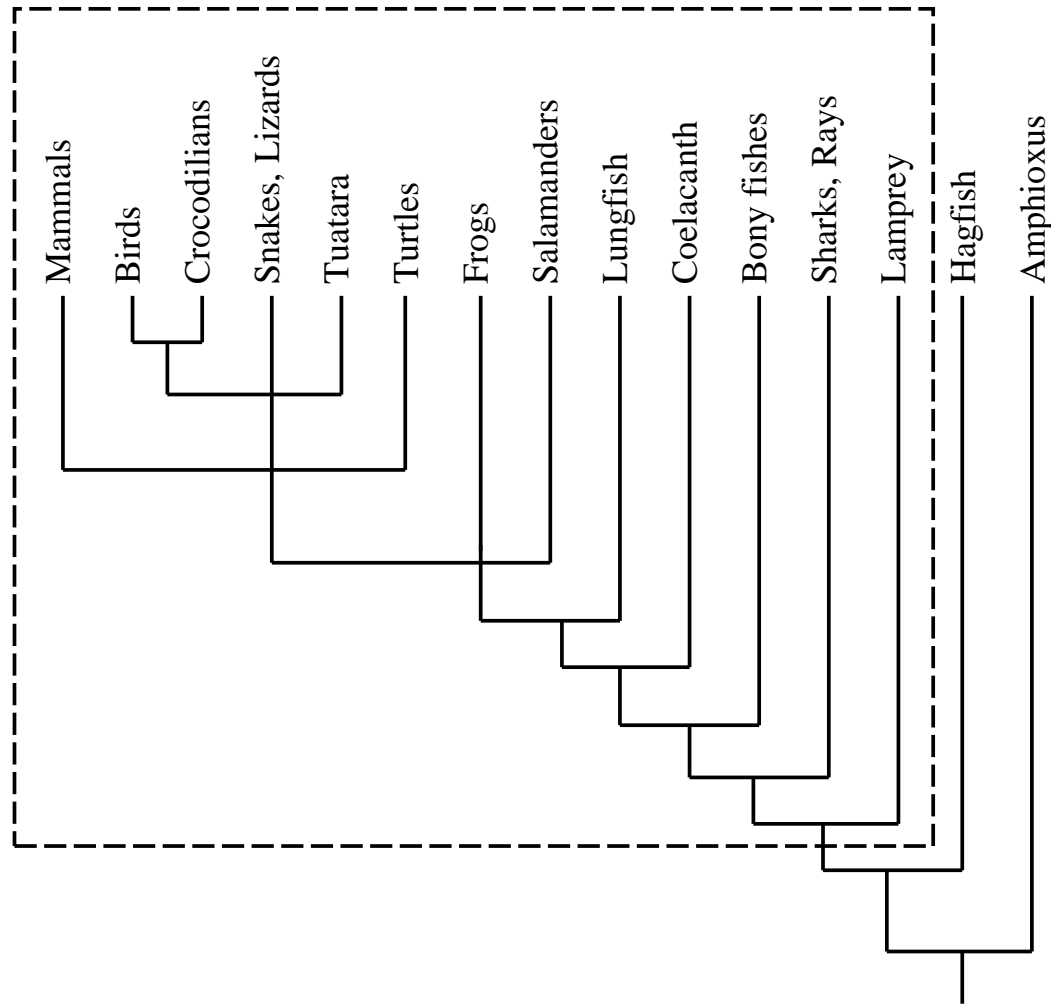 Mammals
Birds
Crocodilians
Snakes, Lizards
Tuatara
Turtles
Frogs
Salamanders
Lungfish
Coelacanth
Bony fishes
Sharks, Rays
Lamprey
Hagfish
Amphioxus